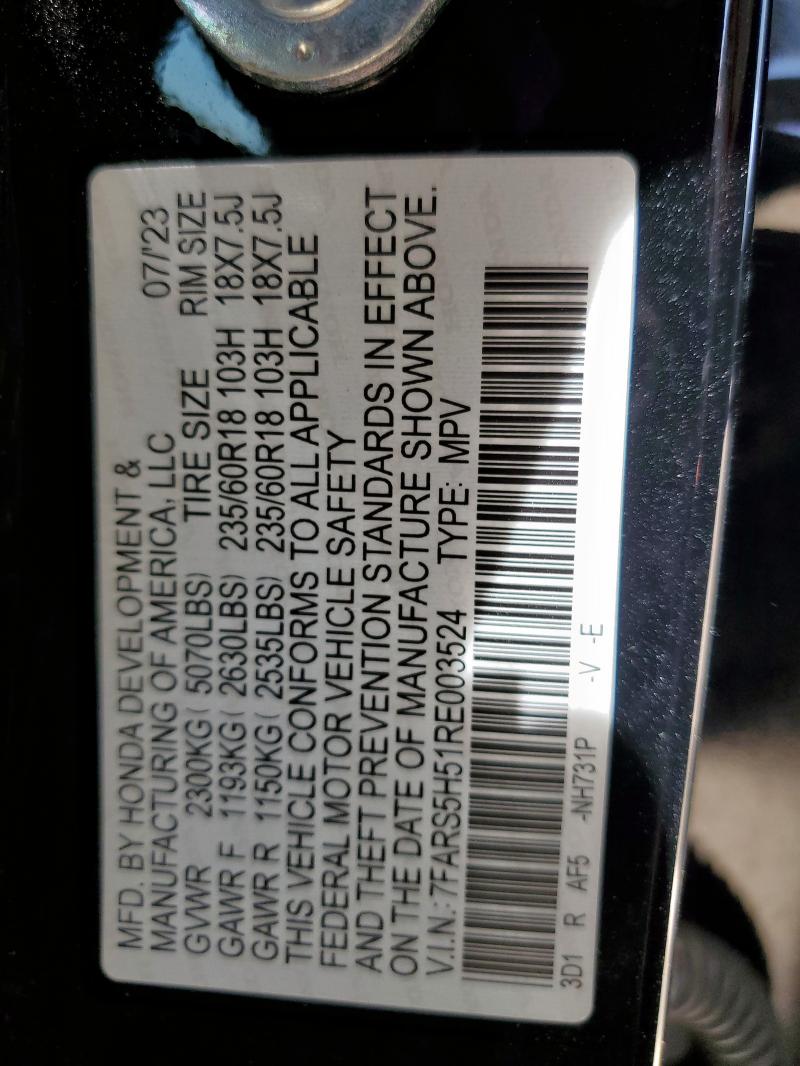 MFD. BY HONDA DEVELOPMENT &
MANUFACTURING OF AMERICA, LLC 07/'23
GVWR 2300KG( 5070LBS) TIRE SIZE RIM SIZE
GAWR F 1193KG( 2630LBS) 235/60R18 103H 18X7.5J
GAWR R 1150KG( 2535LBS) 235/60R18 103H 18X7.5J
THIS VEHICLE CONFORMS TO ALL APPLICABLE
FEDERAL MOTOR VEHICLE SAFETY
AND THEFT PREVENTION STANDARDS IN EFFECT
ON THE DATE OF MANUFACTURE SHOWN ABOVE.
V.I.N.: 7FARS5H51RE003524 TYPE: MPV
3D1 R AF5 -NH731P -V -E